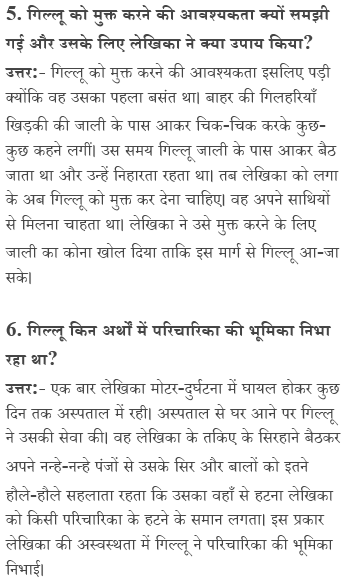 5. गिल्लू को मुक्त करने की आवश्यकता क्यों समझी
गई और उसके लिए लेखिका ने क्या उपाय किया?
उत्तर:- गिल्लू को मुक्त करने की आवश्यकता इसलिए पड़ी
क्योंकि वह उसका पहला बसंत था। बाहर की गिलहरियाँ
खिड़की की जाली के पास आकर चिक-चिक करके कुछ-
कुछ कहने लगीं। उस समय गिल्लू जाली के पास आकर बैठ
जाता था और उन्हें निहारता रहता था। तब लेखिका को लगा
के अब गिल्लू को मुक्त कर देना चाहिए। वह अपने साथियों
से मिलना चाहता था। लेखिका ने उसे मुक्त करने के लिए
जाली का कोना खोल दिया ताकि इस मार्ग से गिल्लू आ-जा
सके।
6. गिल्लू किन अर्थों में परिचारिका की भूमिका निभा
रहा था?
उत्तर:- एक बार लेखिका मोटर-दुर्घटना में घायल होकर कुछ
दिन तक अस्पताल में रही। अस्पताल से घर आने पर गिल्लू
ने उसकी सेवा की। वह लेखिका के तकिए के सिरहाने बैठकर
अपने नन्हे-नन्हे पंजों से उसके सिर और बालों को इतने
हौले-हौले सहलाता रहता कि उसका वहाँ से हटना लेखिका
को किसी परिचारिका के हटने के समान लगता। इस प्रकार
लेखिका की अस्वस्थता में गिल्लू ने परिचारिका की भूमिका
निभाई।